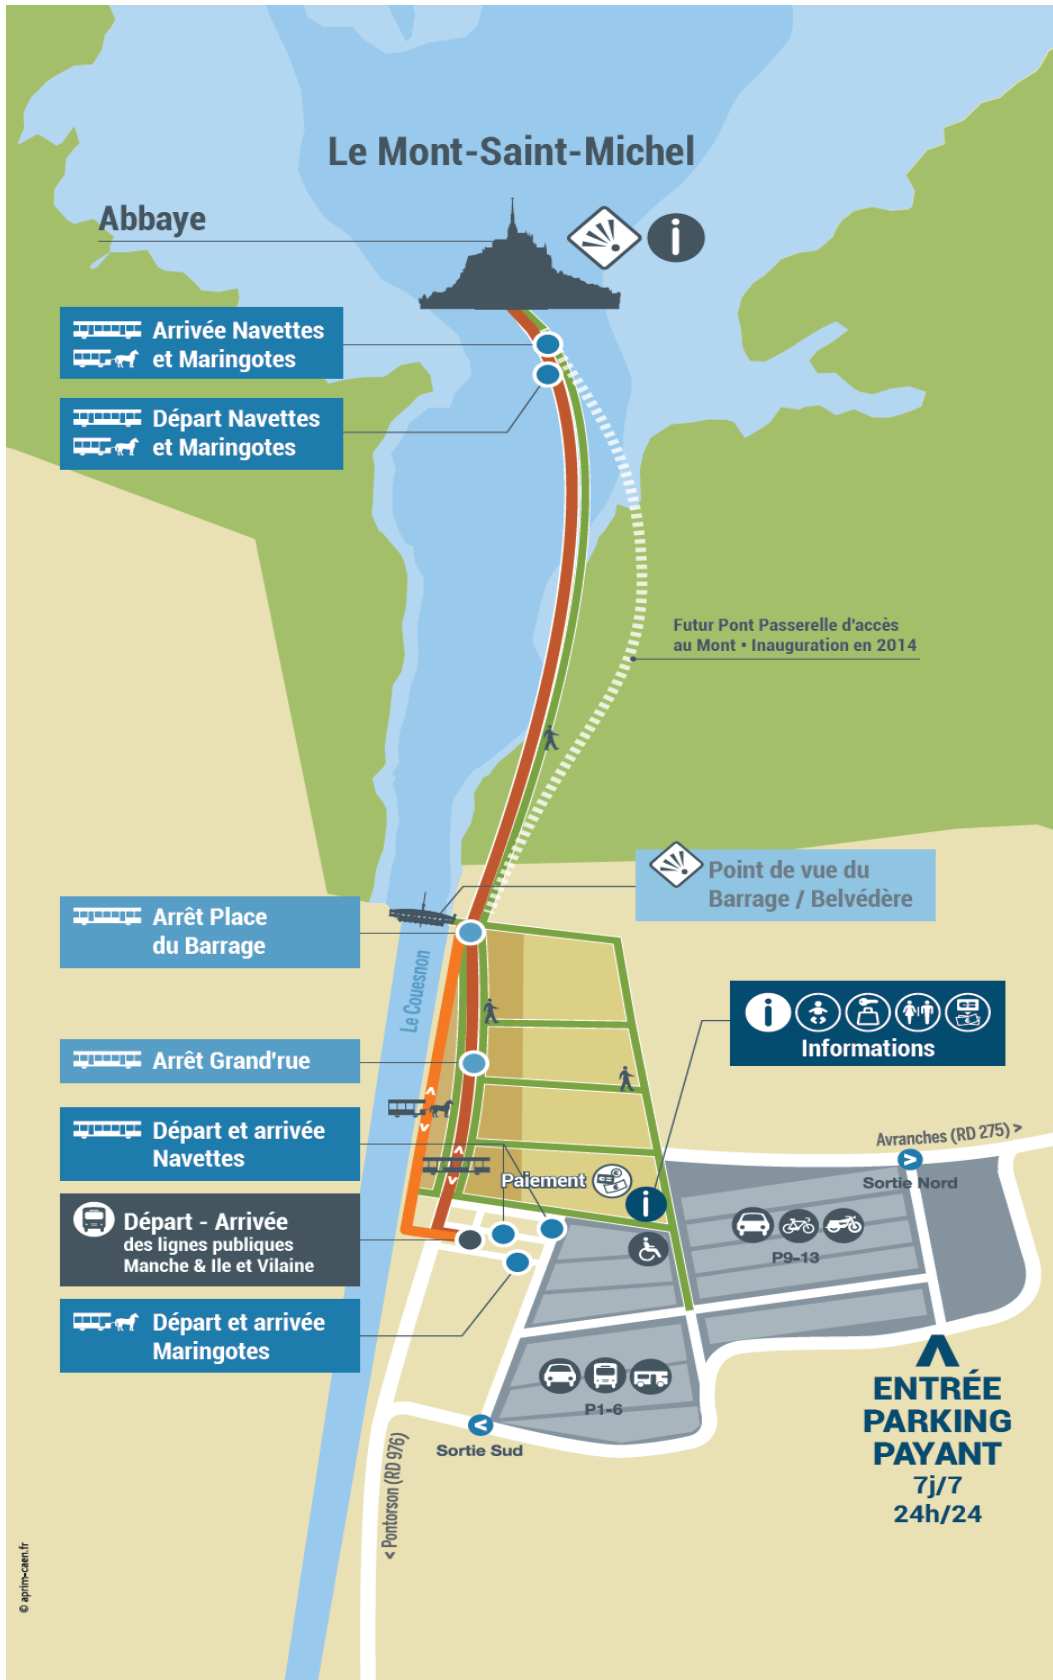 Le Mont-Saint-Michel
Abbaye
i
Arrivée Navettes
et Maringotes
Départ Navettes
et Maringotes
Futur Pont Passerelle d'accès
au Mont • Inauguration en 2014
Point de vue du
Barrage / Belvédère
Arrêt Place
du Barrage
Le Couesnon
i
Informations
Arrêt Grand'rue
Départ et arrivée
Navettes
Avranches (RD 275) >
Sortie Nord
Paiement
i
Départ - Arrivée
des lignes publiques
Manche & Ile et Vilaine
P9-13
Départ et arrivée
Maringotes
P1-6
Sortie Sud
< Pontorson (RD 976)
ENTRÉE
PARKING
PAYANT
7j/7
24h/24
© aprim-caen.fr